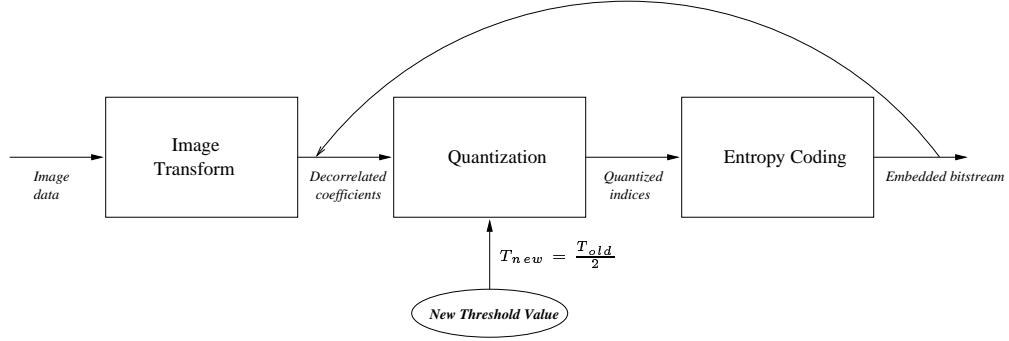 Image
Transform
Quantization
Entropy Coding
Image
data
Decorrelated
coefficients
Quantized
indices
Embedded bitstream
T_new = T_old/2
New Threshold Value